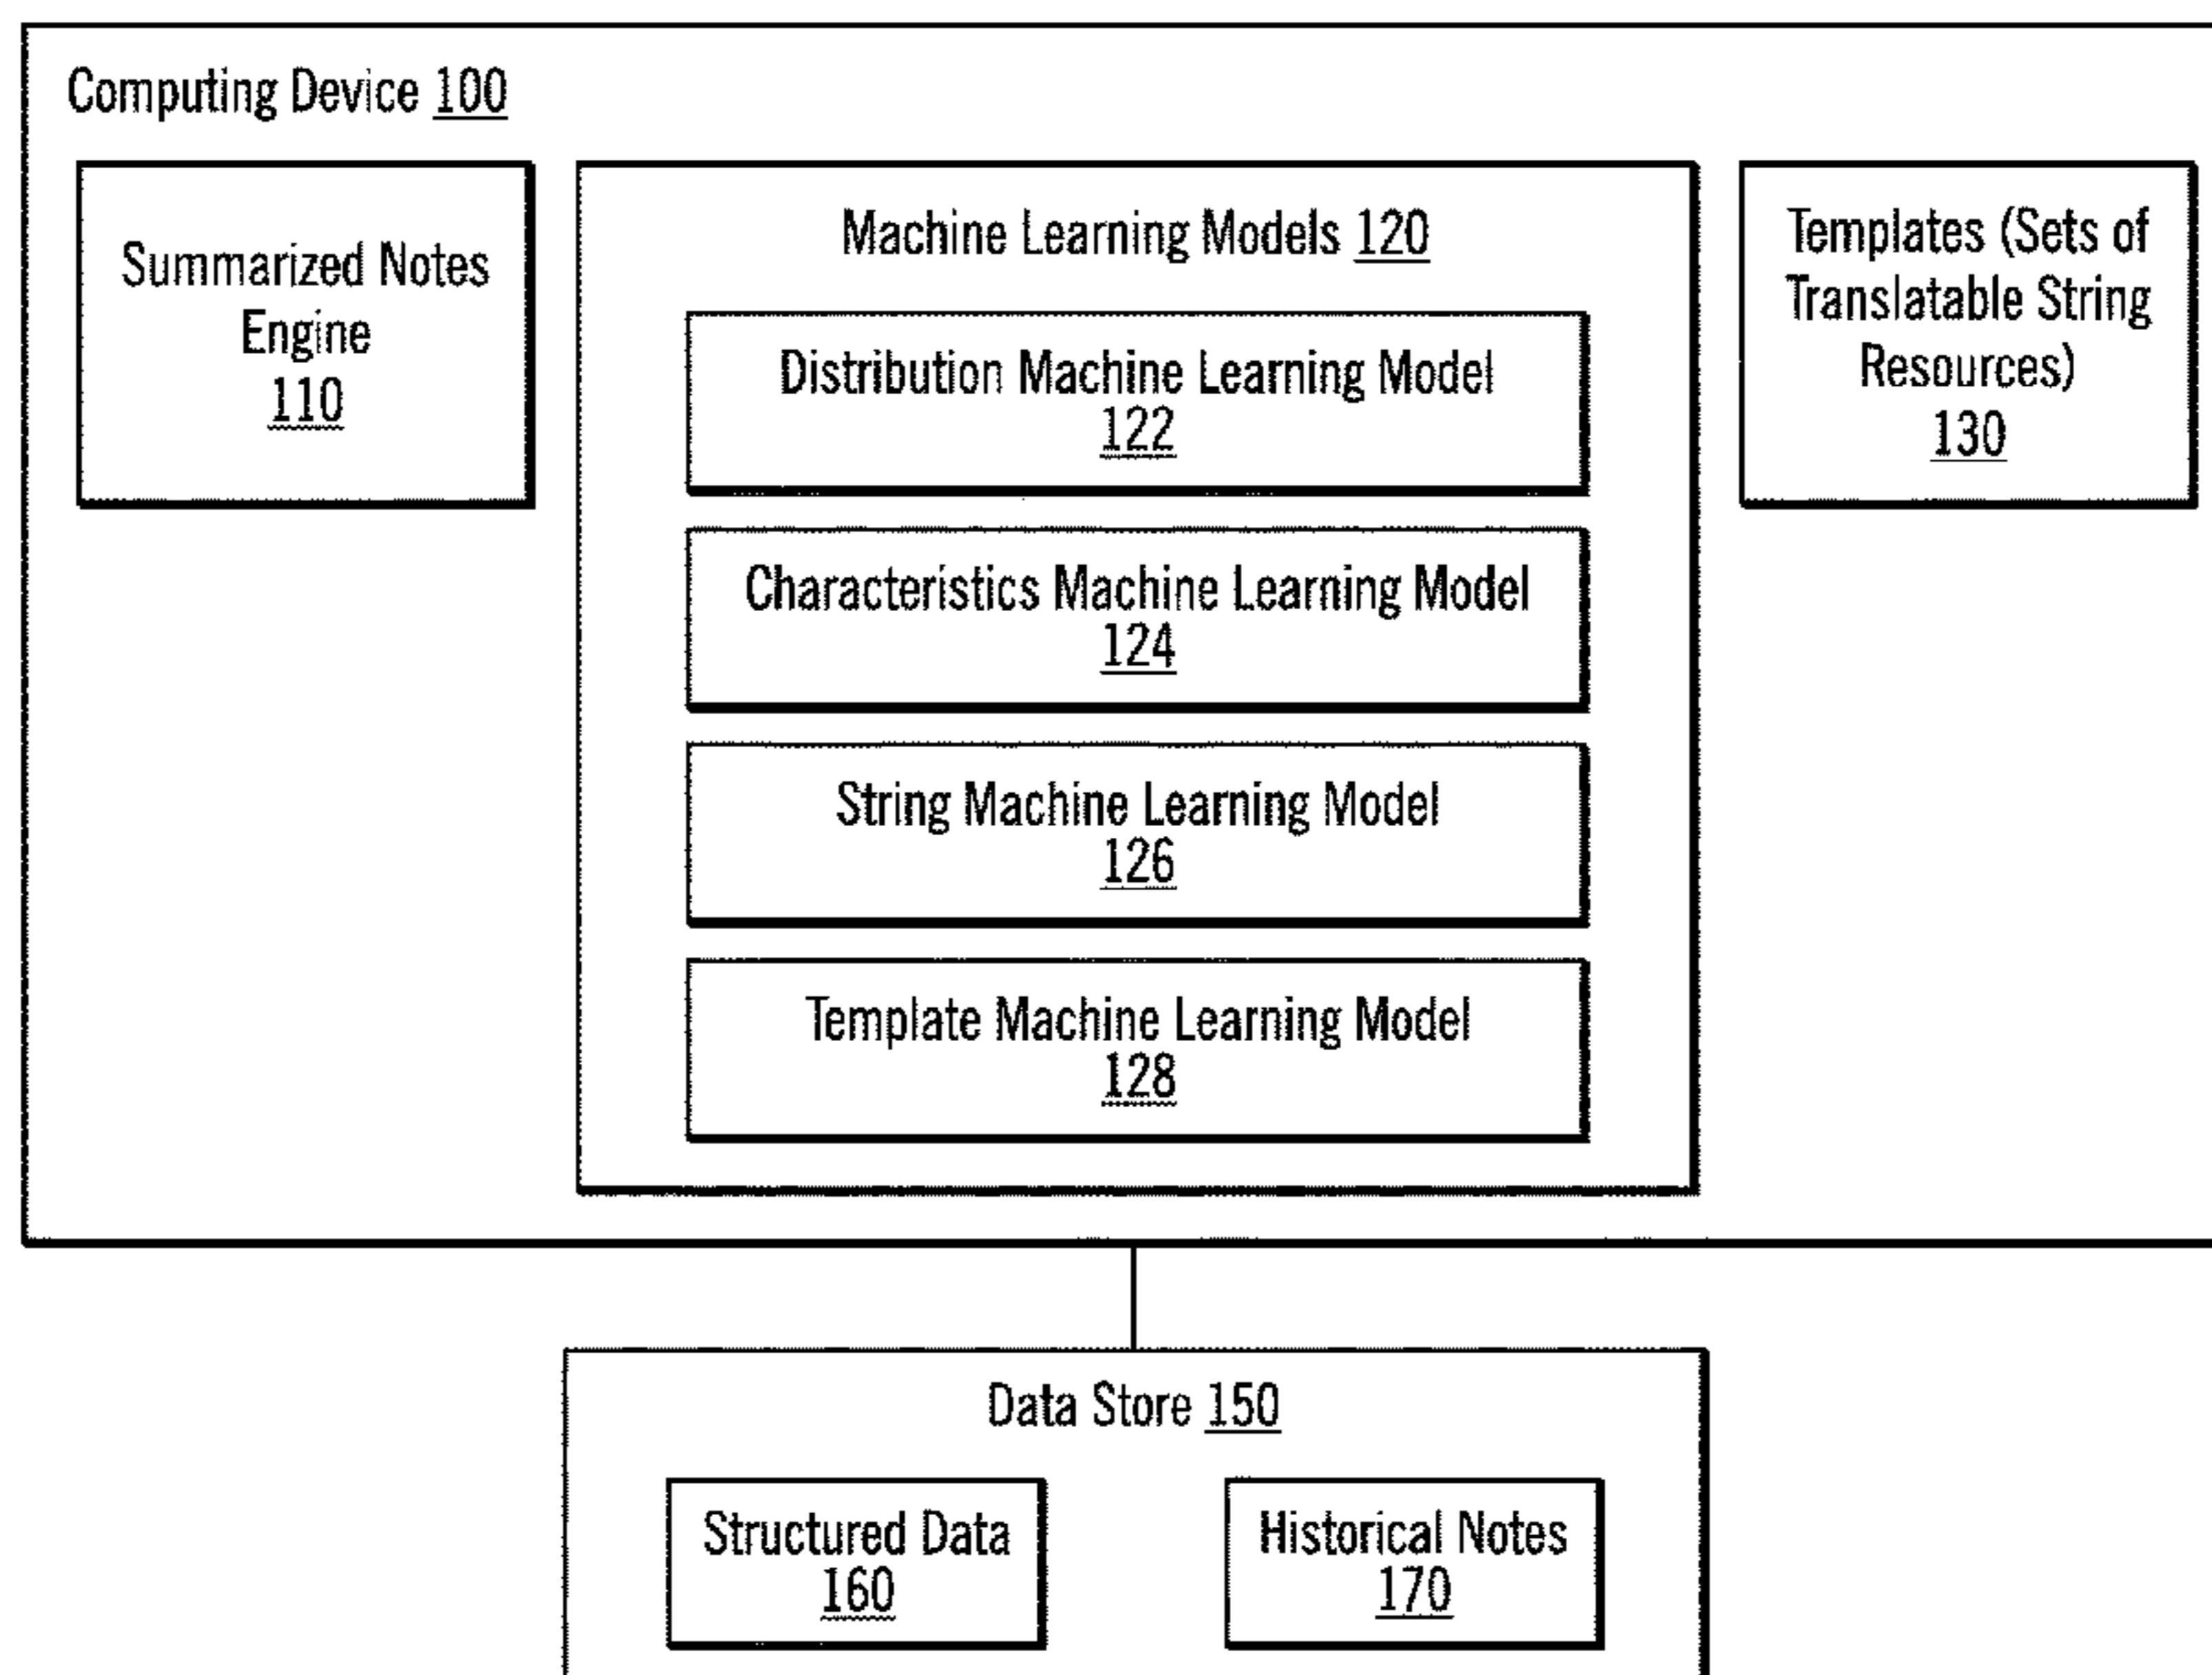 Computing Device 100
Summarized Notes
Engine
110
Machine Learning Models 120
Distribution Machine Learning Model
122
Characteristics Machine Learning Model
124
String Machine Learning Model
126
Template Machine Learning Model
128
Templates (Sets of
Translatable String
Resources)
130
Data Store 150
Structured Data
160
Historical Notes
170